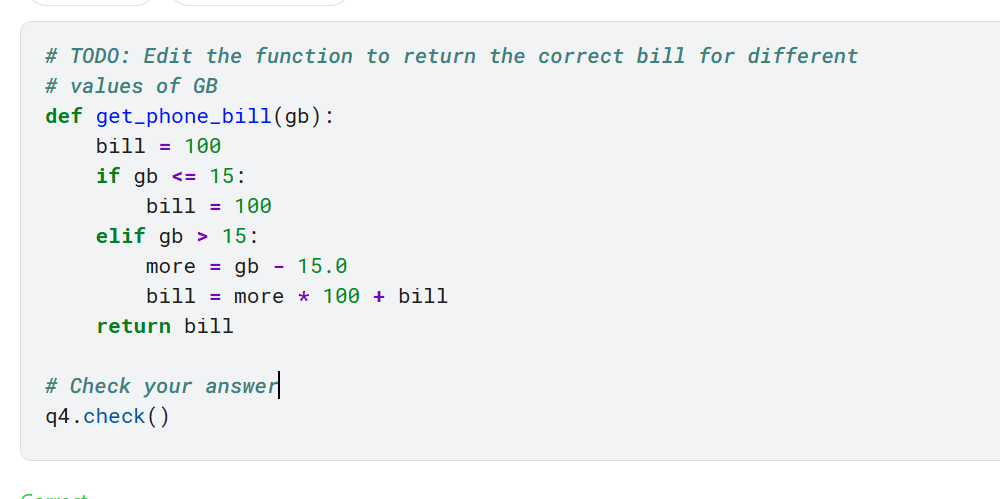 # TODO: Edit the function to return the correct bill for different
# values of GB
def get_phone_bill(gb):
    bill = 100
    if gb <= 15:
        bill = 100
    elif gb > 15:
        more = gb - 15.0
        bill = more * 100 + bill
    return bill
# Check your answer
q4.check()